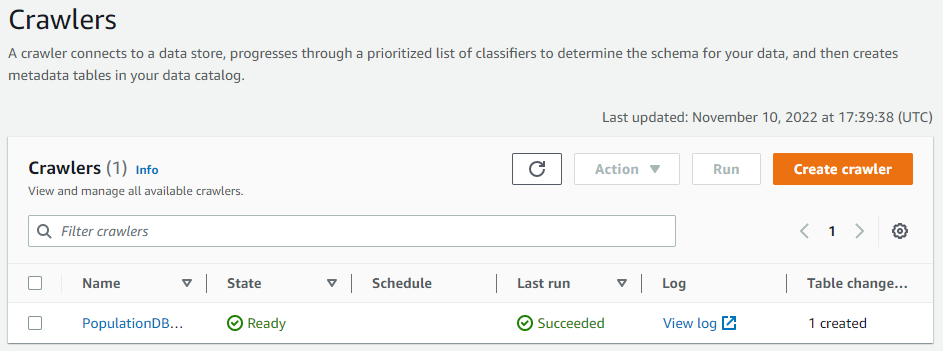 Crawlers
A crawler connects to a data store, progresses through a prioritized list of classifiers to determine the schema for your data, and then creates
metadata tables in your data catalog.
Last updated: November 10, 2022 at 17:39:38 (UTC)
Crawlers (1) Info
View and manage all available crawlers.
Action Run Create crawler
Filter crawlers
1
Name State Schedule Last run Log Table change...
PopulationDB... Ready Succeeded View log 1 created